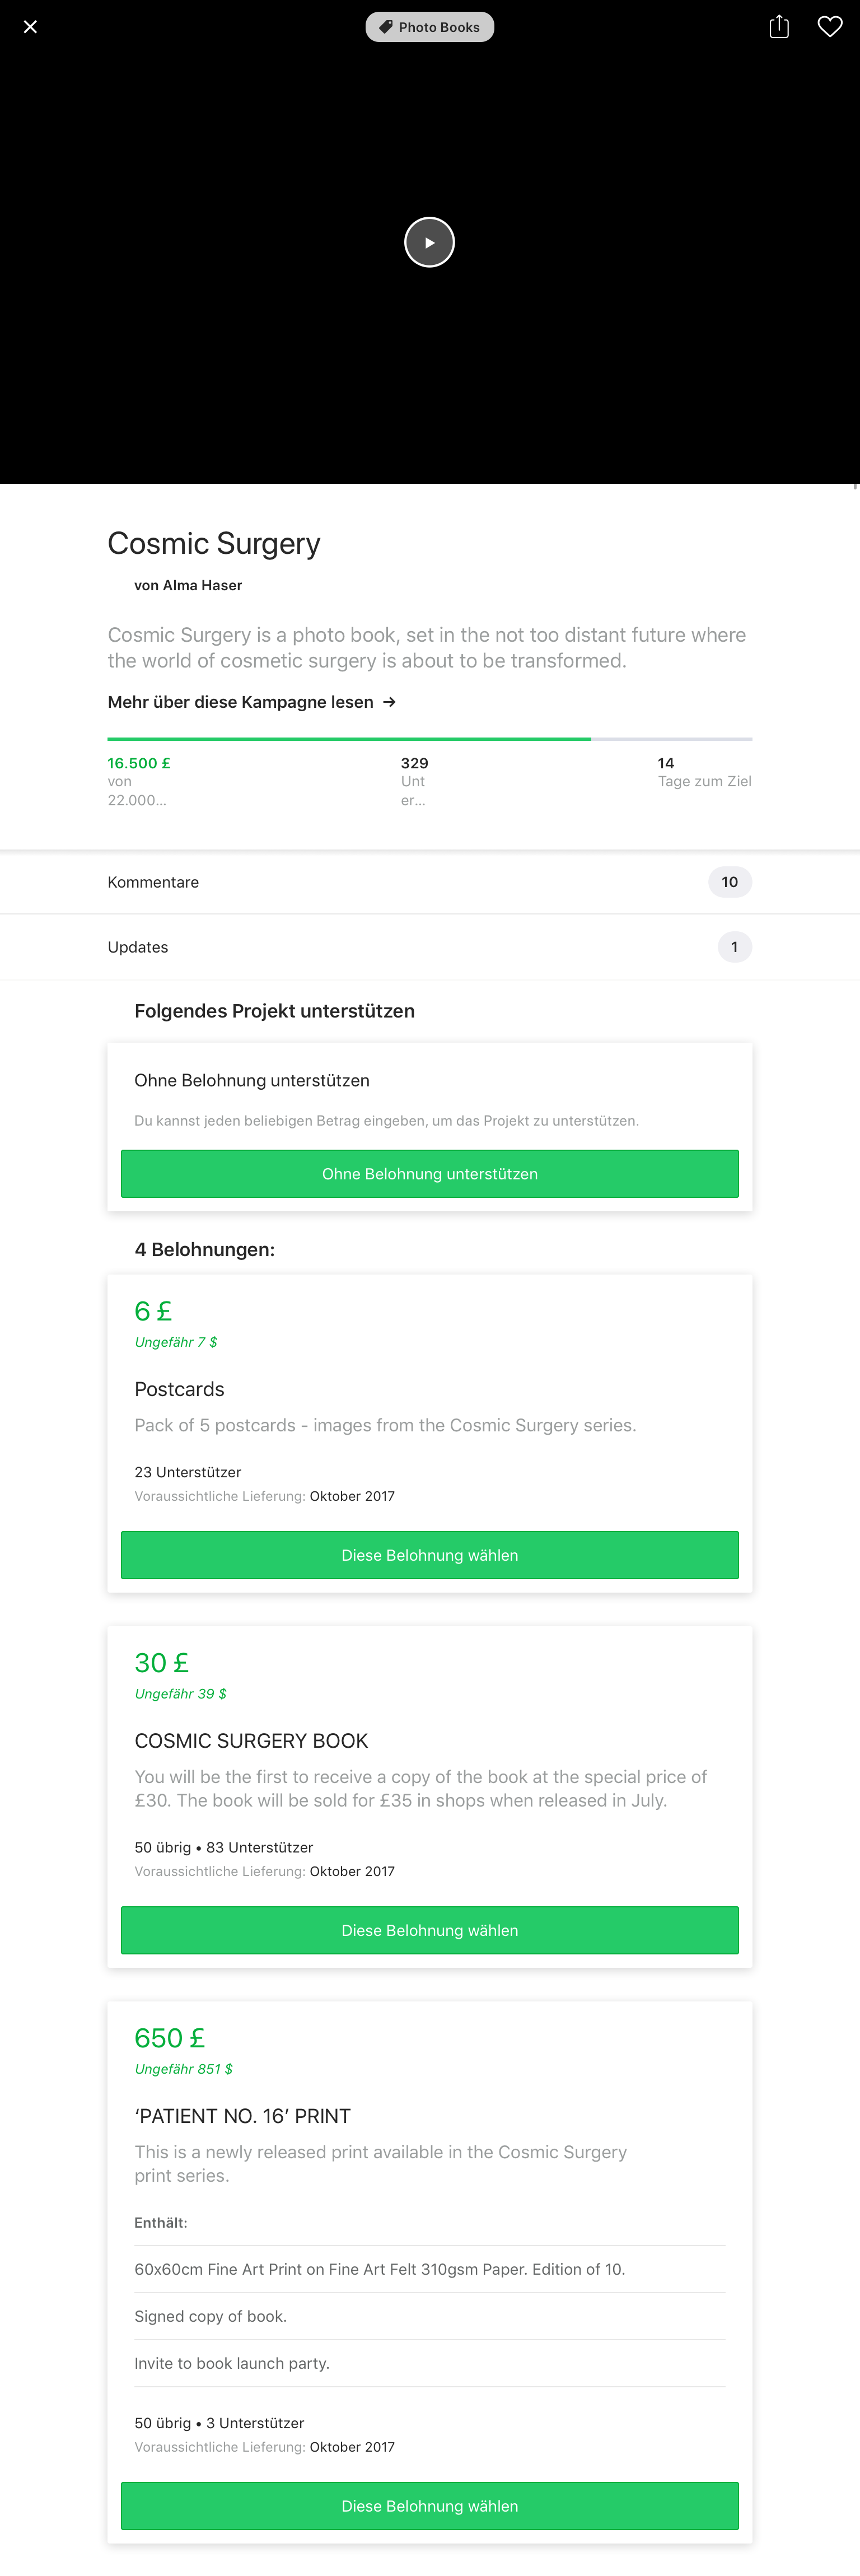 Photo Books
Cosmic Surgery
von Alma Haser
Cosmic Surgery is a photo book, set in the not too distant future where
the world of cosmetic surgery is about to be transformed.
Mehr über diese Kampagne lesen →
16.500 £
von
22.000...
329
Unt
er...
14
Tage zum Ziel
Kommentare
10
Updates
1
Folgendes Projekt unterstützen
Ohne Belohnung unterstützen
Du kannst jeden beliebigen Betrag eingeben, um das Projekt zu unterstützen.
Ohne Belohnung unterstützen
4 Belohnungen:
6 £
Ungefähr 7 $
Postcards
Pack of 5 postcards - images from the Cosmic Surgery series.
23 Unterstützer
Voraussichtliche Lieferung: Oktober 2017
Diese Belohnung wählen
30 £
Ungefähr 39 $
COSMIC SURGERY BOOK
You will be the first to receive a copy of the book at the special price of
£30. The book will be sold for £35 in shops when released in July.
50 übrig • 83 Unterstützer
Voraussichtliche Lieferung: Oktober 2017
Diese Belohnung wählen
650 £
Ungefähr 851 $
‘PATIENT NO. 16’ PRINT
This is a newly released print available in the Cosmic Surgery
print series.
Enthält:
60x60cm Fine Art Print on Fine Art Felt 310gsm Paper. Edition of 10.
Signed copy of book.
Invite to book launch party.
50 übrig • 3 Unterstützer
Voraussichtliche Lieferung: Oktober 2017
Diese Belohnung wählen